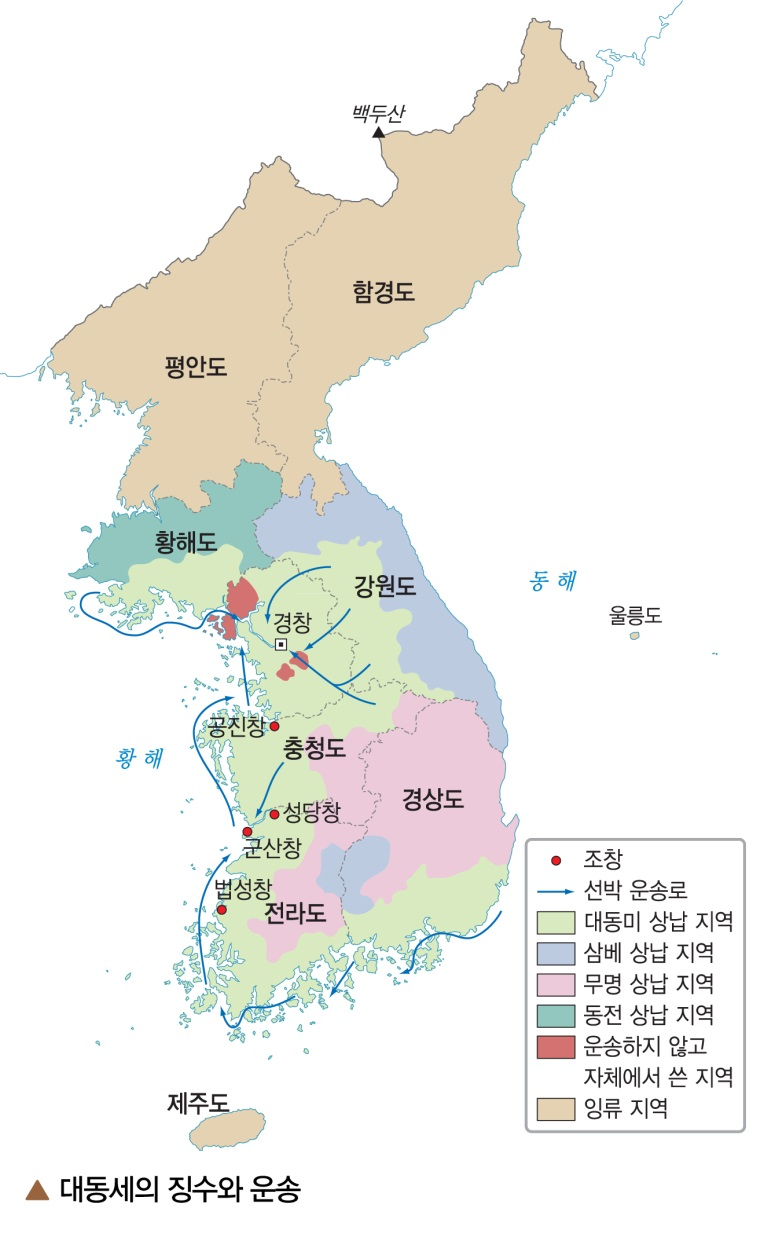 백두산
함경도
평안도
황해도
강원도
동해
울릉도
경창
공진창
황해
충청도
경상도
성당창
군산창
법성창
전라도
제주도
조창
선박 운송로
대동미 상납 지역
삼베 상납 지역
무명 상납 지역
동전 상납 지역
운송하지 않고
자체에서 쓴 지역
잉류 지역
▲ 대동세의 징수와 운송